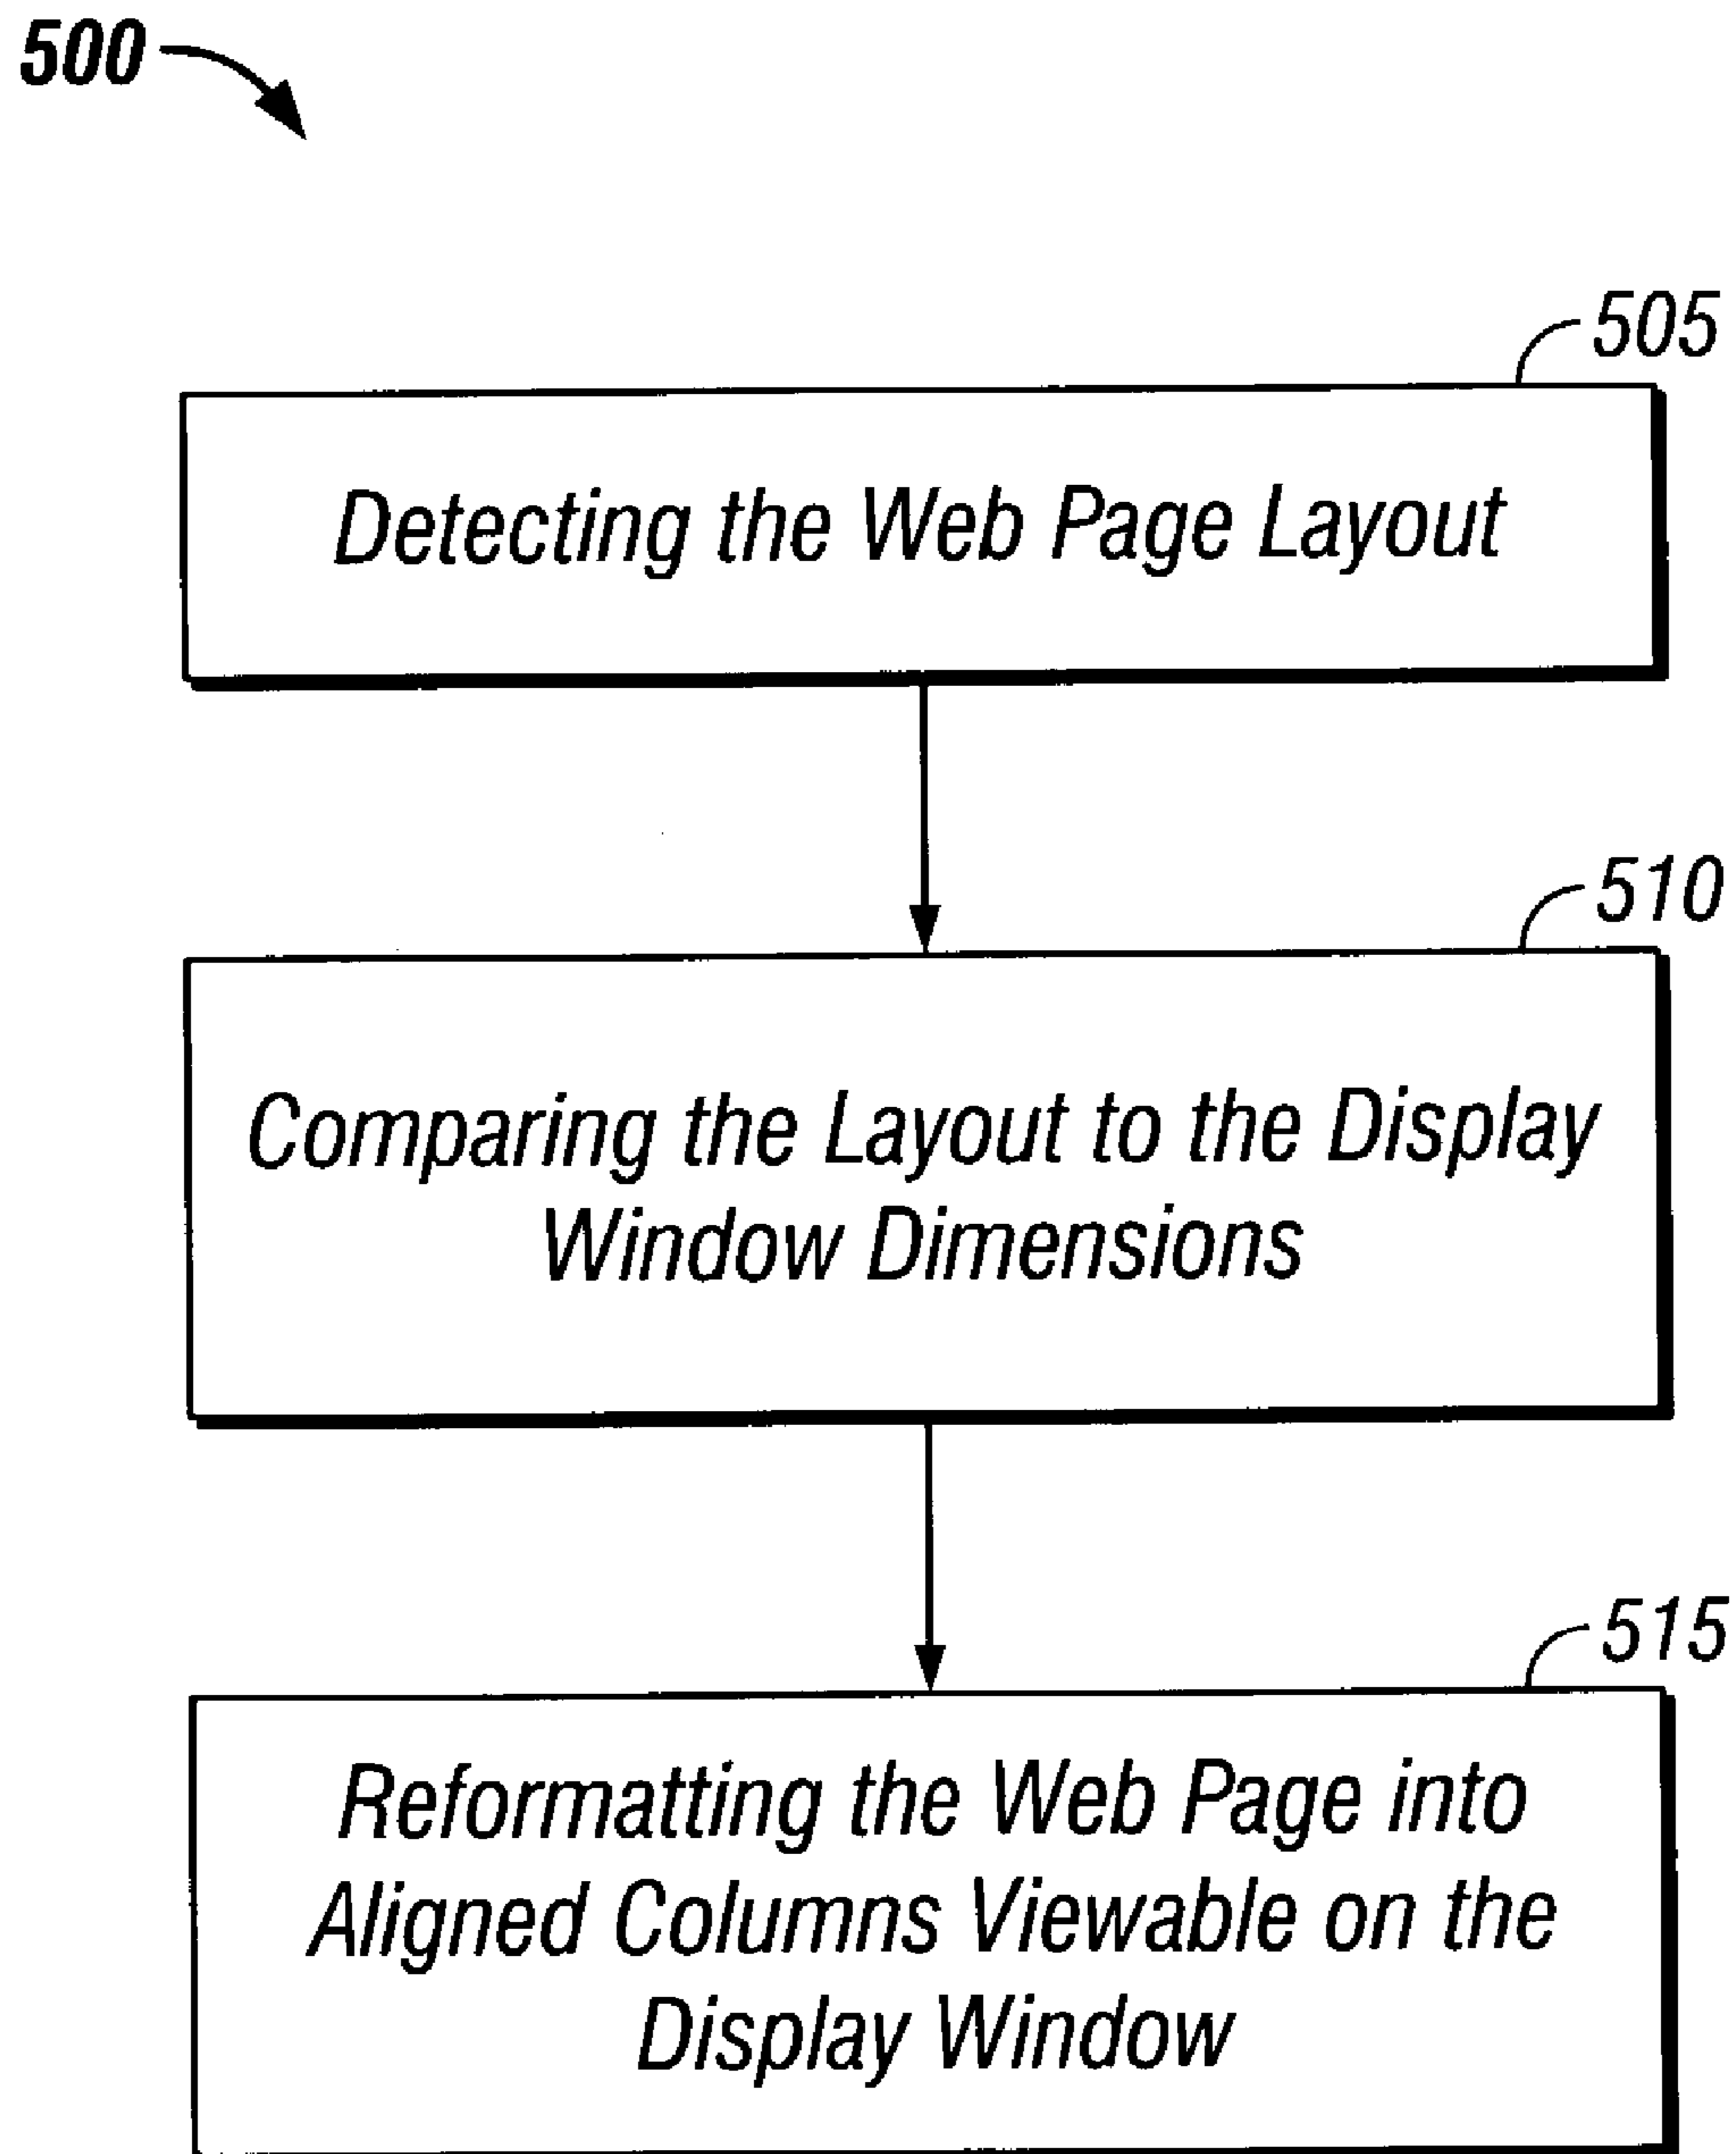 500
505
Detecting the Web Page Layout
510
Comparing the Layout to the Display
Window Dimensions
515
Reformatting the Web Page into
Aligned Columns Viewable on the
Display Window